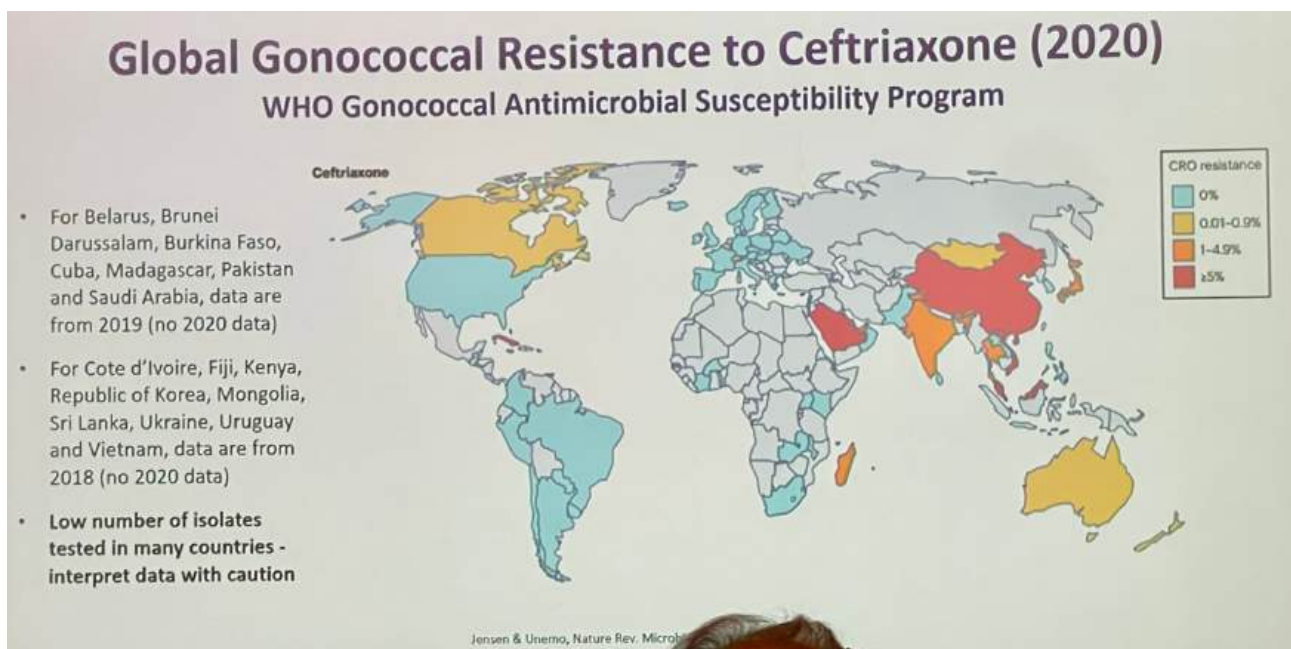 Global Gonococcal Resistance to Ceftriaxone (2020)
WHO Gonococcal Antimicrobial Susceptibility Program
Ceftriaxone
• For Belarus, Brunei
Darussalam, Burkina Faso,
Cuba, Madagascar, Pakistan
and Saudi Arabia, data are
from 2019 (no 2020 data)
• For Cote d'Ivoire, Fiji, Kenya,
Republic of Korea, Mongolia,
Sri Lanka, Ukraine, Uruguay
and Vietnam, data are from
2018 (no 2020 data)
• Low number of isolates
tested in many countries -
interpret data with caution
CRO resistance
0%
0.01-0.9%
1-4.9%
≥5%
Jensen & Unemo, Nature Rev.